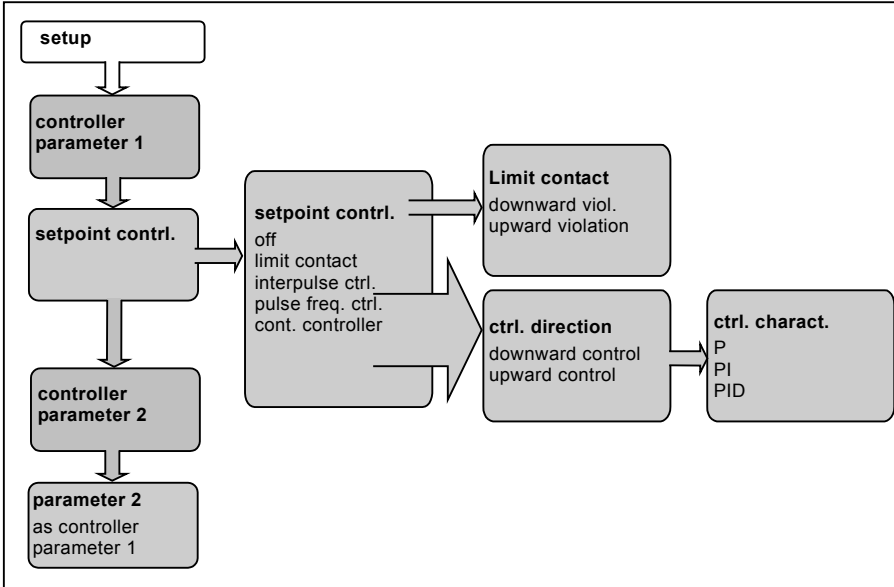 setup
controller
parameter 1
setpoint contrl.
controller
parameter 2
parameter 2
as controller
parameter 1
setpoint contrl.
off
limit contact
interpulse ctrl.
pulse freq. ctrl.
cont. controller
Limit contact
downward viol.
upward violation
ctrl. direction
downward control
upward control
ctrl. charact.
P
PI
PID